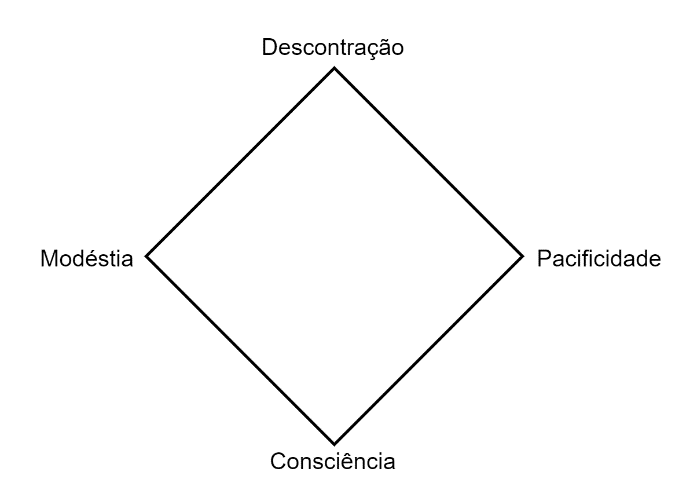 Descontração
Modéstia
Pacificidade
Consciência